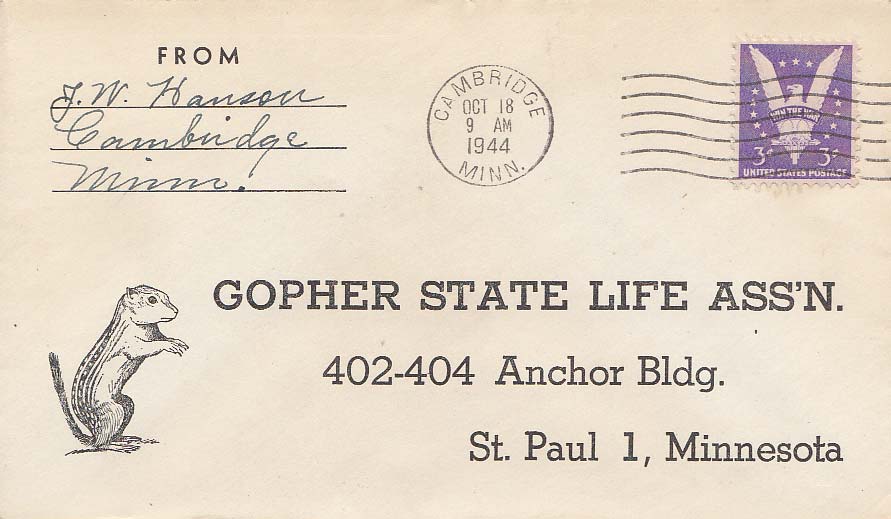 FROM
J. W. Hanson
Cambridge
Minn.
CAMBRIDGE
OCT 18
9 AM
1944
MINN.
WIN THE WAR
3¢ 3¢
UNITED STATES POSTAGE
GOPHER STATE LIFE ASS'N.
402-404 Anchor Bldg.
St. Paul 1, Minnesota